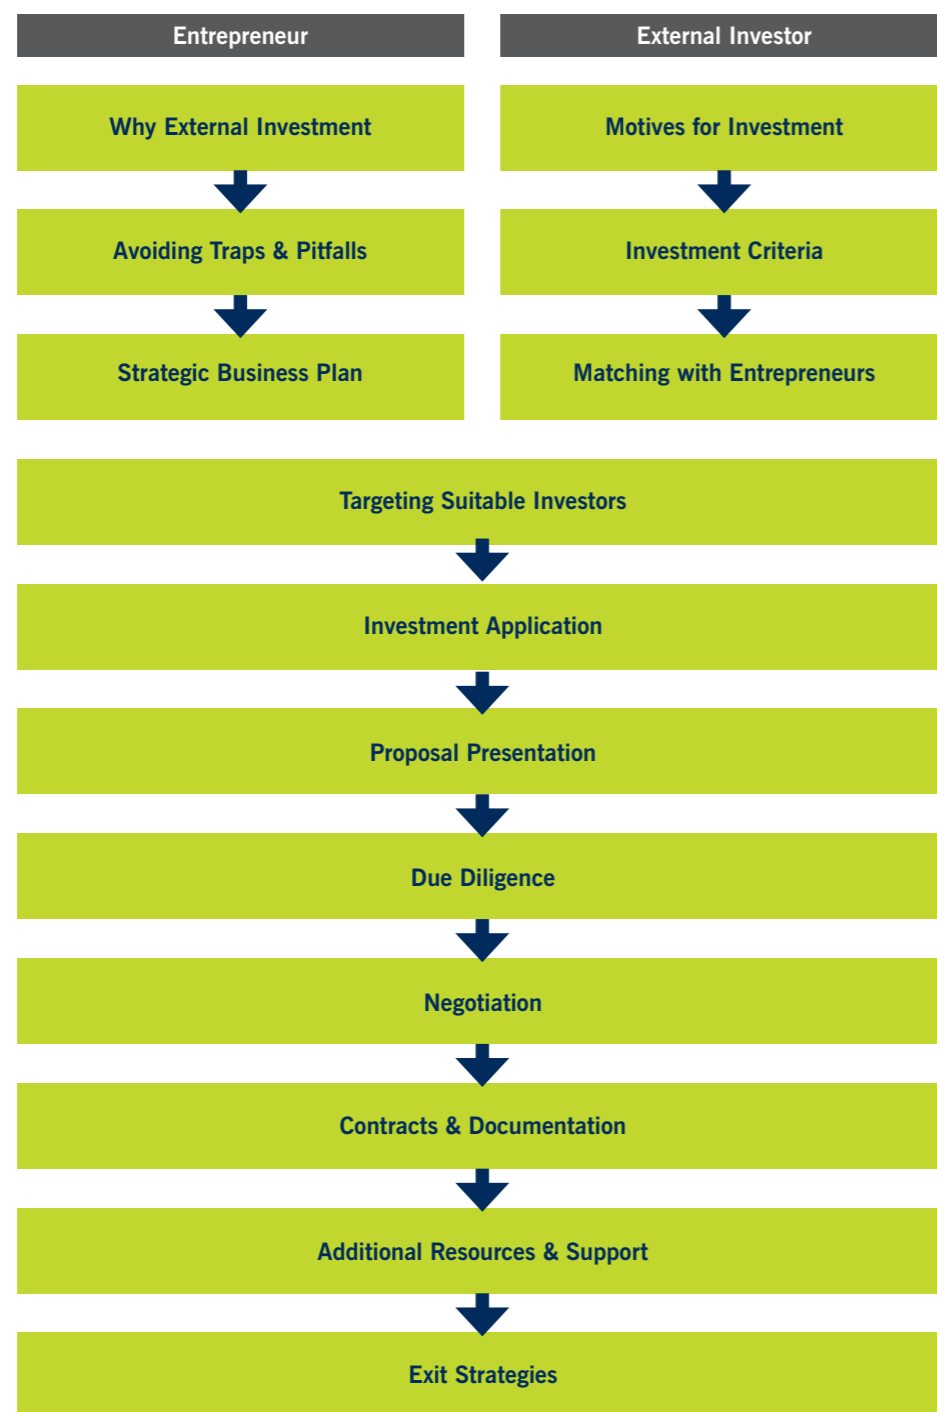 Entrepreneur
External Investor
Why External Investment
Motives for Investment
Avoiding Traps & Pitfalls
Investment Criteria
Strategic Business Plan
Matching with Entrepreneurs
Targeting Suitable Investors
Investment Application
Proposal Presentation
Due Diligence
Negotiation
Contracts & Documentation
Additional Resources & Support
Exit Strategies